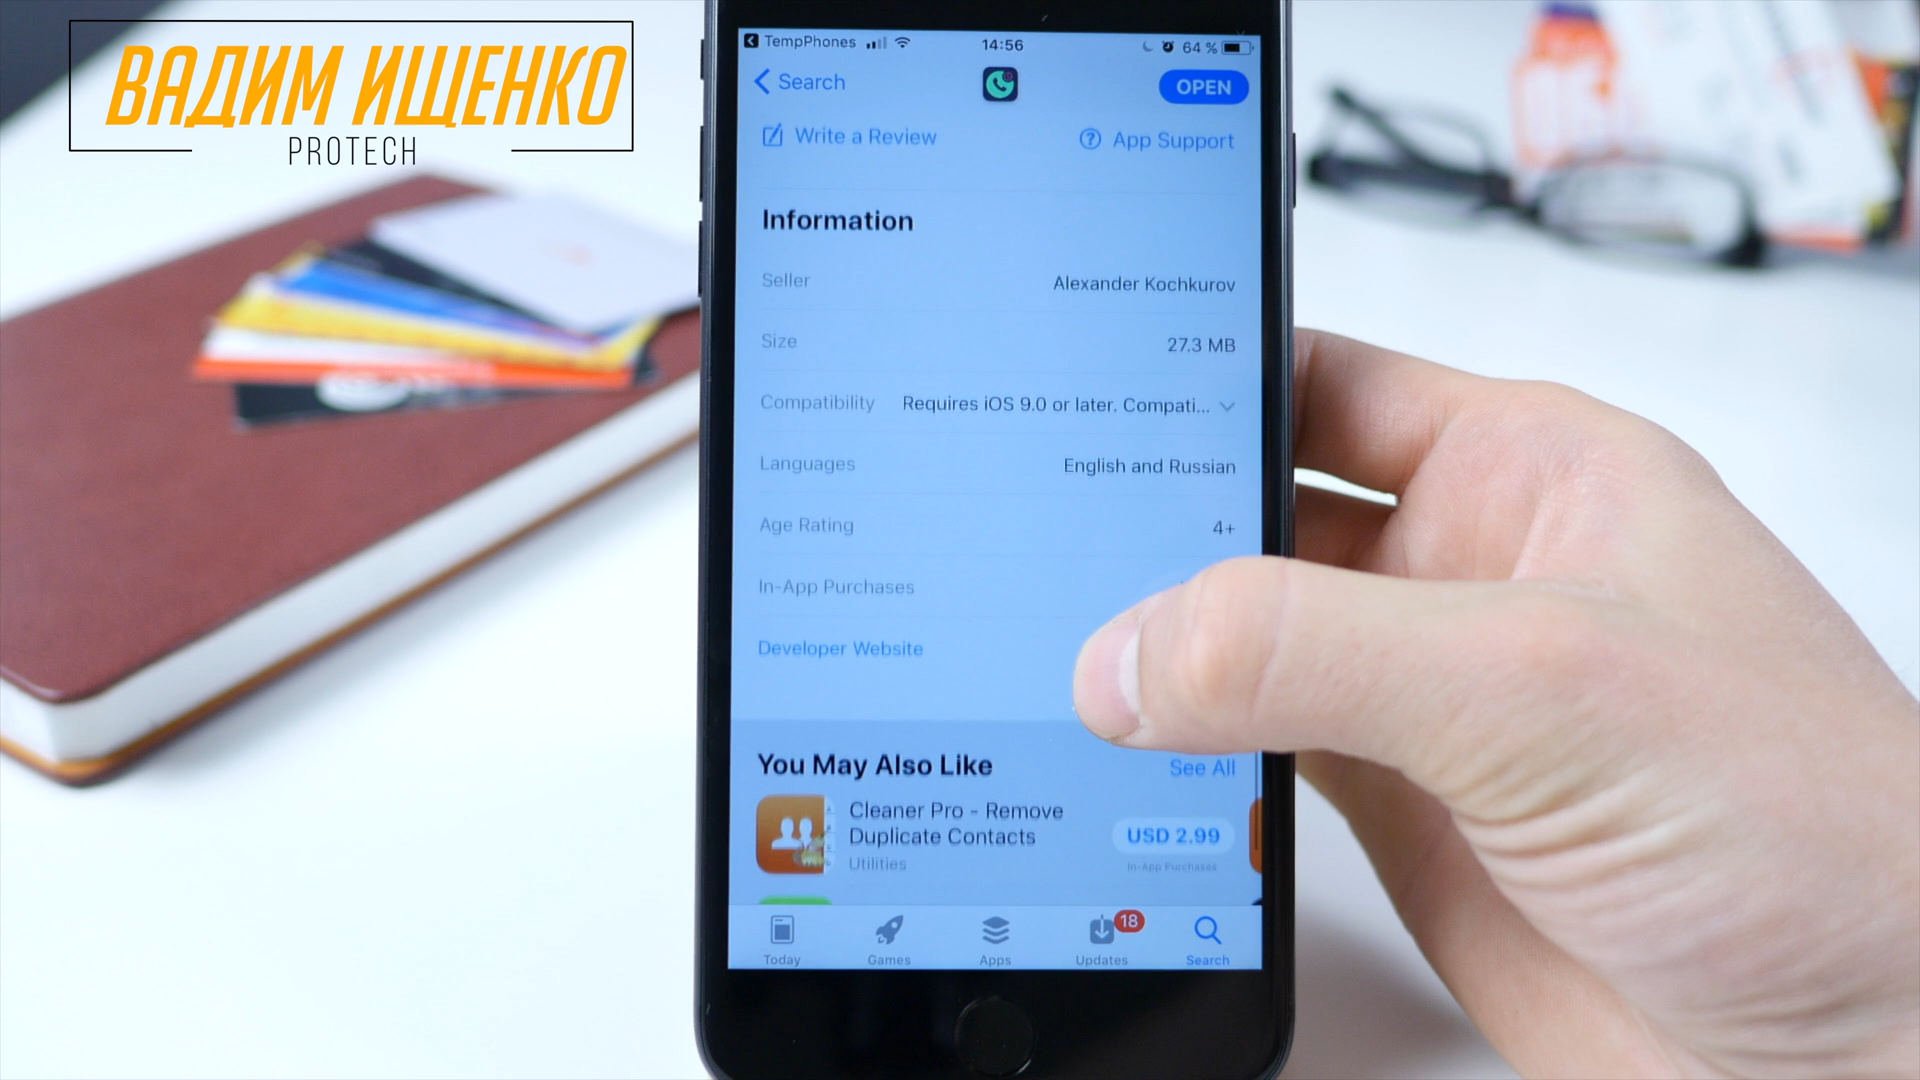 ВАДИМ ИЩЕНКО
PROTECH
TempPhones
14:56
64 %
Search
OPEN
Write a Review
App Support
Information
Seller
Alexander Kochkurov
Size
27.3 MB
Compatibility
Requires iOS 9.0 or later. Compati...
Languages
English and Russian
Age Rating
4+
In-App Purchases
Developer Website
You May Also Like
See All
Cleaner Pro - Remove
Duplicate Contacts
Utilities
USD 2.99
In-App Purchases
Today
Games
Apps
18
Updates
Search